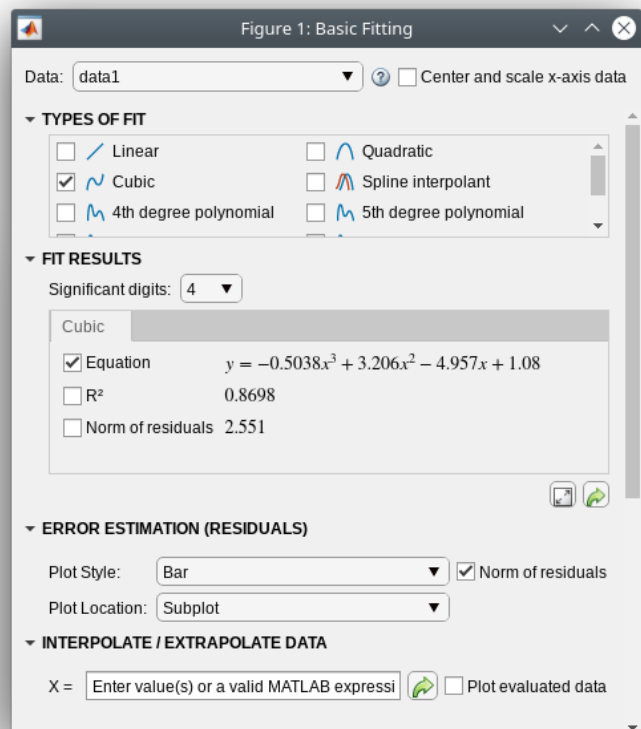 Figure 1: Basic Fitting
Data: data1 Center and scale x-axis data
TYPES OF FIT
Linear Quadratic
Cubic Spline interpolant
4th degree polynomial 5th degree polynomial
FIT RESULTS
Significant digits: 4
Cubic
Equation y = −0.5038x³ + 3.206x² − 4.957x + 1.08
R² 0.8698
Norm of residuals 2.551
ERROR ESTIMATION (RESIDUALS)
Plot Style: Bar Norm of residuals
Plot Location: Subplot
INTERPOLATE / EXTRAPOLATE DATA
X = Enter value(s) or a valid MATLAB expressi Plot evaluated data